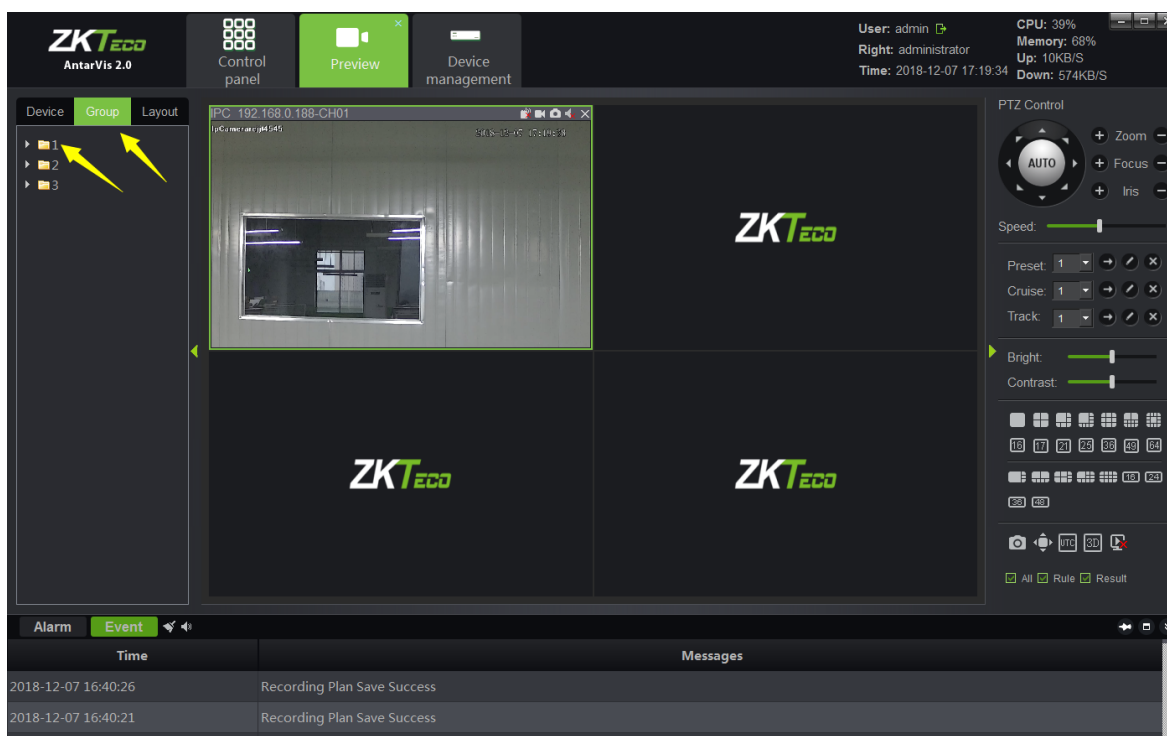 ZKTECO
AntarVis 2.0
Control panel
Preview
Device management
User: admin
Right: administrator
Time: 2018-12-07 17:19:34
CPU: 39%
Memory: 68%
Up: 10KB/S
Down: 574KB/S
Device Group Layout
1
2
3
IPC 192.168.0.188-CH01
ZKTECO
ZKTECO
ZKTECO
PTZ Control
AUTO
Zoom
Focus
Iris
Speed:
Preset: 1
Cruise: 1
Track: 1
Bright:
Contrast:
16 17 21 25 36 49 64
16 24
36 48
UTC 3D
All Rule Result
Alarm Event
Time Messages
2018-12-07 16:40:26 Recording Plan Save Success
2018-12-07 16:40:21 Recording Plan Save Success